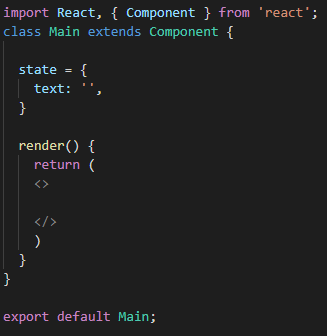 import React, { Component } from 'react';
class Main extends Component {
state = {
text: '',
}
render() {
return (
<>
</>
)
}
}
export default Main;